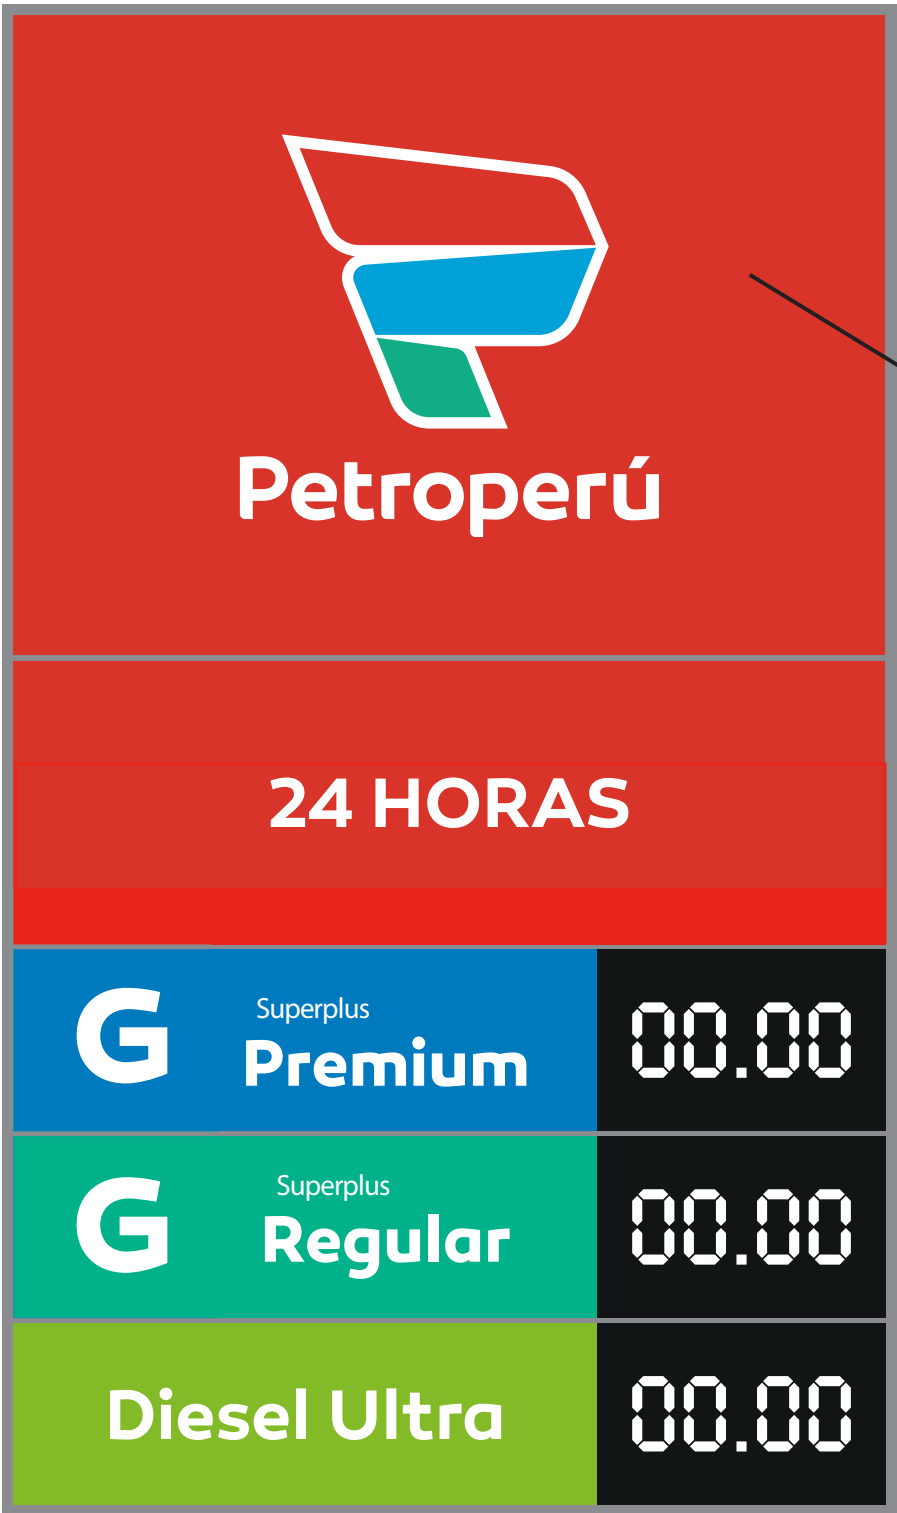 Petroperú
24 HORAS
G
Superplus
Premium
00.00
G
Superplus
Regular
00.00
Diesel Ultra
00.00